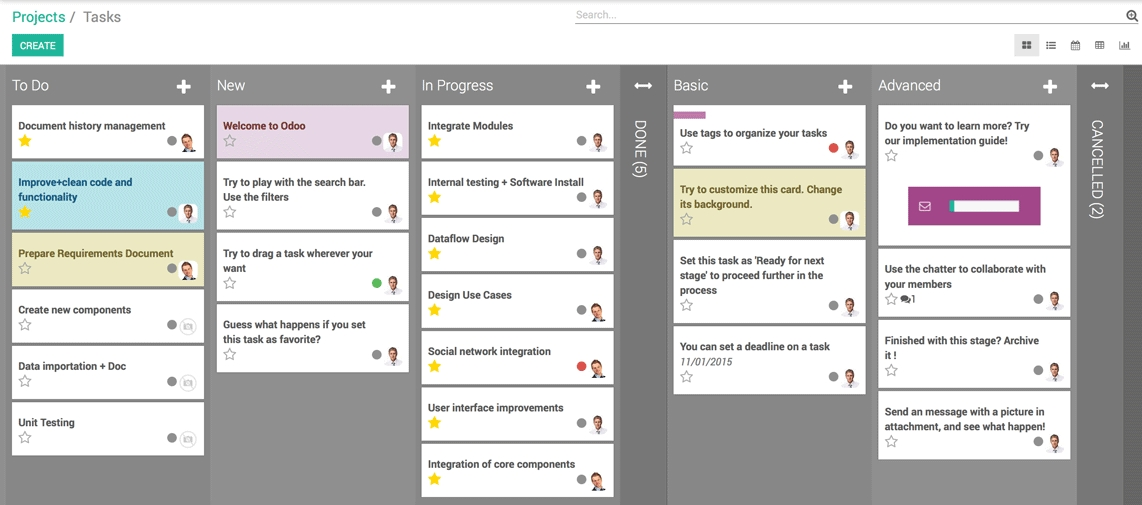 Projects / Tasks
Search...
CREATE
To Do
Document history management
Improve+clean code and
functionality
Prepare Requirements Document
Create new components
Data importation + Doc
Unit Testing
New
Welcome to Odoo
Try to play with the search bar.
Use the filters
Try to drag a task wherever your
want
Guess what happens if you set
this task as favorite?
In Progress
Integrate Modules
Internal testing + Software Install
Dataflow Design
Design Use Cases
Social network integration
User interface improvements
Integration of core components
DONE (5)
Basic
Use tags to organize your tasks
Try to customize this card. Change
its background.
Set this task as 'Ready for next
stage' to proceed further in the
process
You can set a deadline on a task
11/01/2015
Advanced
Do you want to learn more? Try
our implementation guide!
Use the chatter to collaborate with
your members
1
Finished with this stage? Archive
it !
Send an message with a picture in
attachment, and see what happen!
CANCELLED (2)